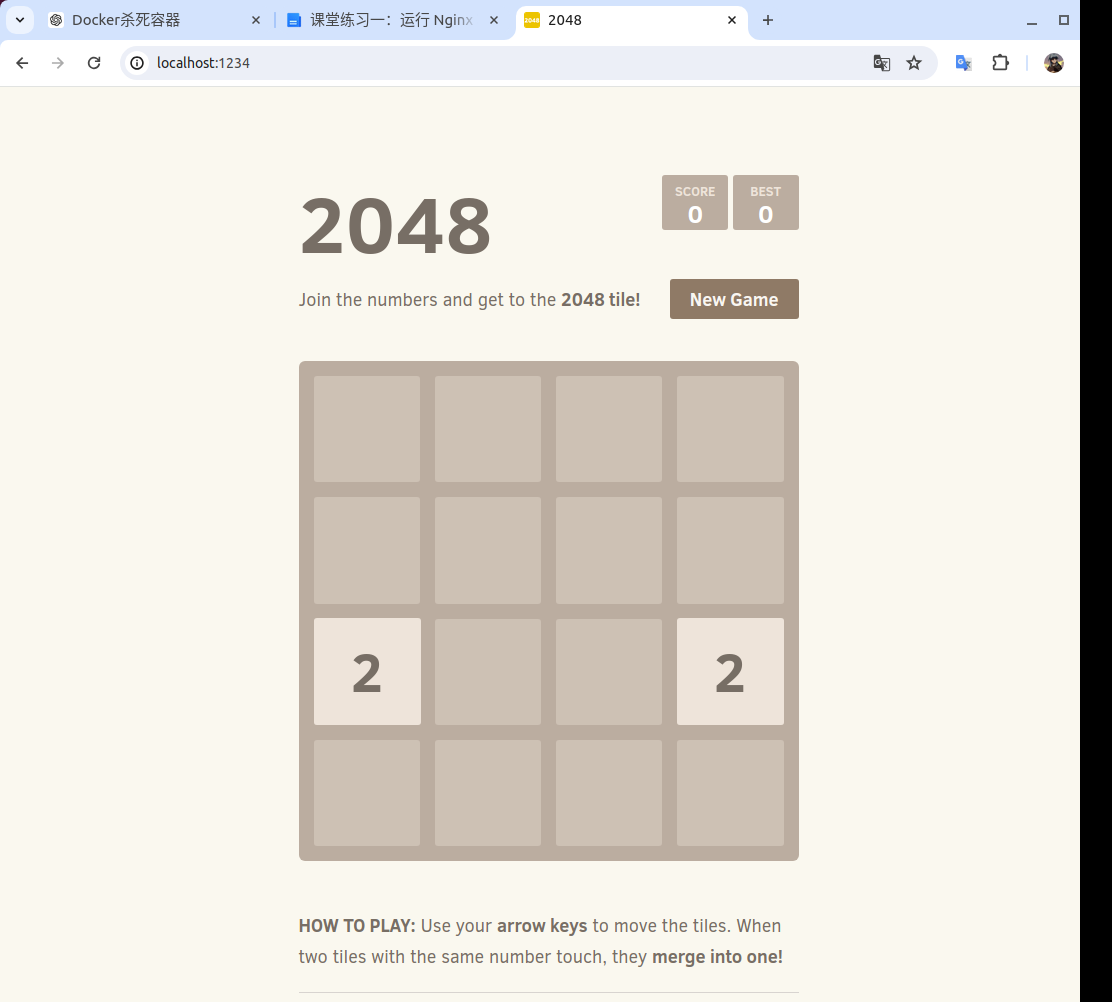 Docker杀死容器
课堂练习一：运行 Nginx
2048
2048
localhost:1234
2048
SCORE
0
BEST
0
Join the numbers and get to the 2048 tile!
New Game
2
2
HOW TO PLAY: Use your arrow keys to move the tiles. When
two tiles with the same number touch, they merge into one!